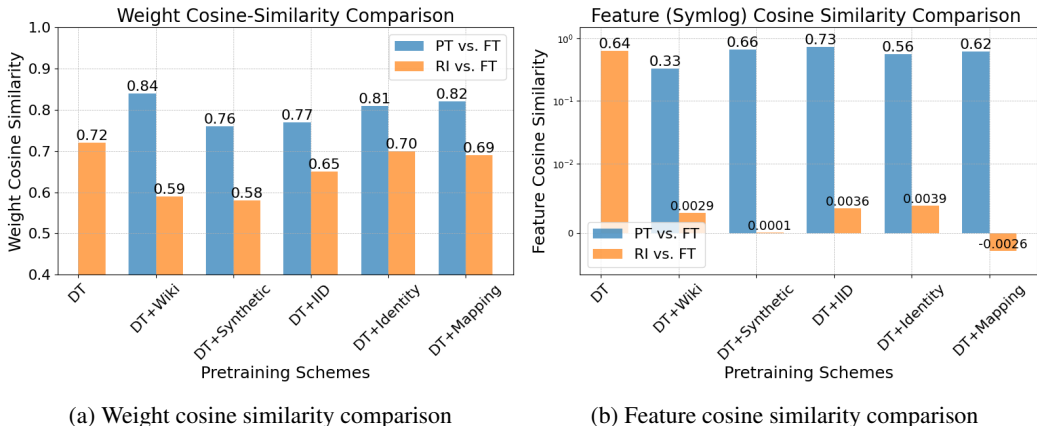 Weight Cosine-Similarity Comparison
Weight Cosine Similarity
1.0
0.9
0.8
0.7
0.6
0.5
0.4
PT vs. FT
RI vs. FT
0.72
0.84
0.59
0.76
0.58
0.77
0.65
0.81
0.70
0.82
0.69
DT
DT+Wiki
DT+Synthetic
DT+IID
DT+Identity
DT+Mapping
Pretraining Schemes
(a) Weight cosine similarity comparison
Feature (Symlog) Cosine Similarity Comparison
Feature Cosine Similarity
10⁰
10⁻¹
10⁻²
0
0.64
0.33
0.0029
0.66
0.0001
0.73
0.0036
0.56
0.0039
0.62
-0.0026
PT vs. FT
RI vs. FT
DT
DT+Wiki
DT+Synthetic
DT+IID
DT+Identity
DT+Mapping
Pretraining Schemes
(b) Feature cosine similarity comparison